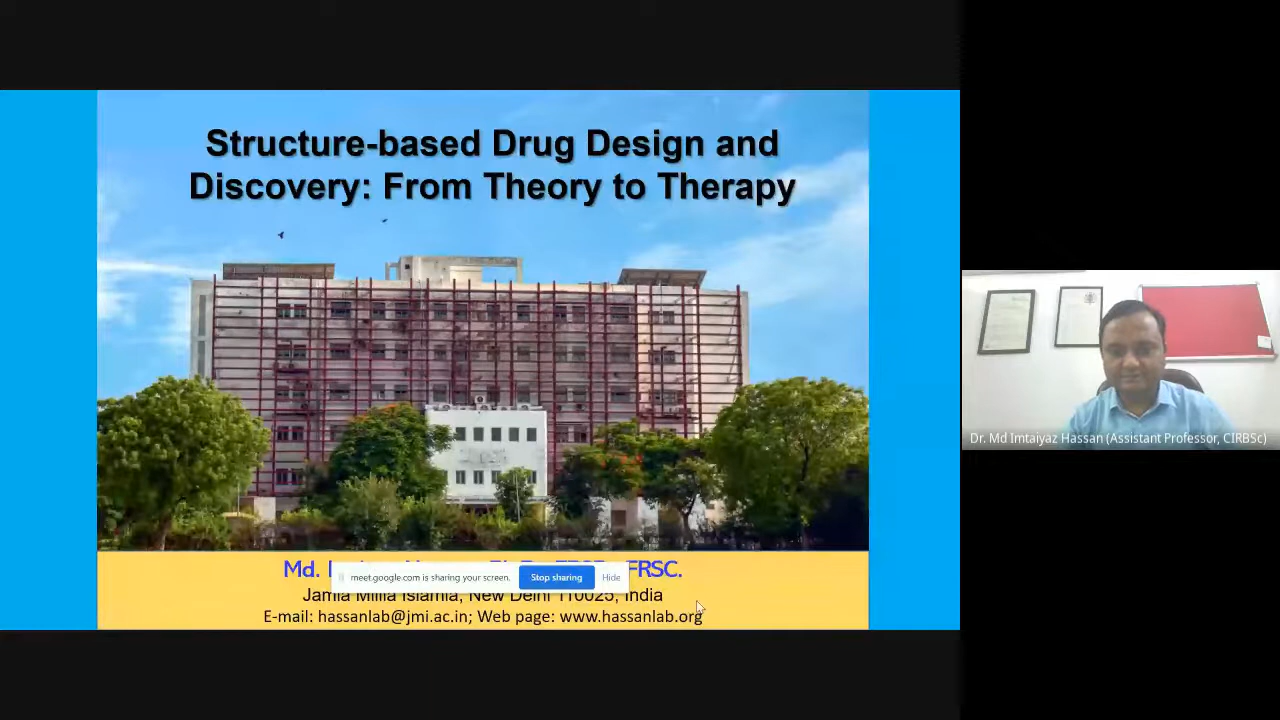 Structure-based Drug Design and
Discovery: From Theory to Therapy
Md. FRSC.
meet.google.com is sharing your screen. Stop sharing Hide
Jamia Millia Islamia, New Delhi 110025, India
E-mail: hassanlab@jmi.ac.in; Web page: www.hassanlab.org
Dr. Md Imtaiyaz Hassan (Assistant Professor, CIRBSc)